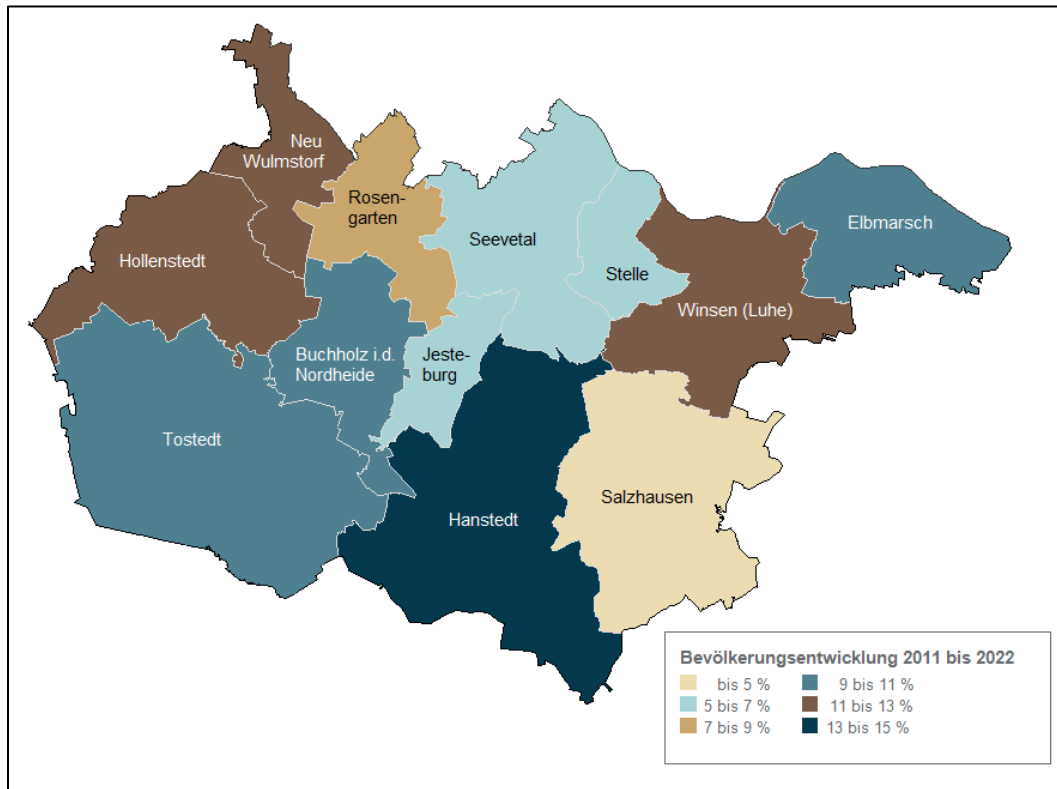 Neu
Wulmstorf
Rosen-
garten
Elbmarsch
Seevetal
Hollenstedt
Stelle
Winsen (Luhe)
Buchholz i.d.
Nordheide
Jeste-
burg
Tostedt
Salzhausen
Hanstedt
Bevölkerungsentwicklung 2011 bis 2022
bis 5 %
9 bis 11 %
5 bis 7 %
11 bis 13 %
7 bis 9 %
13 bis 15 %